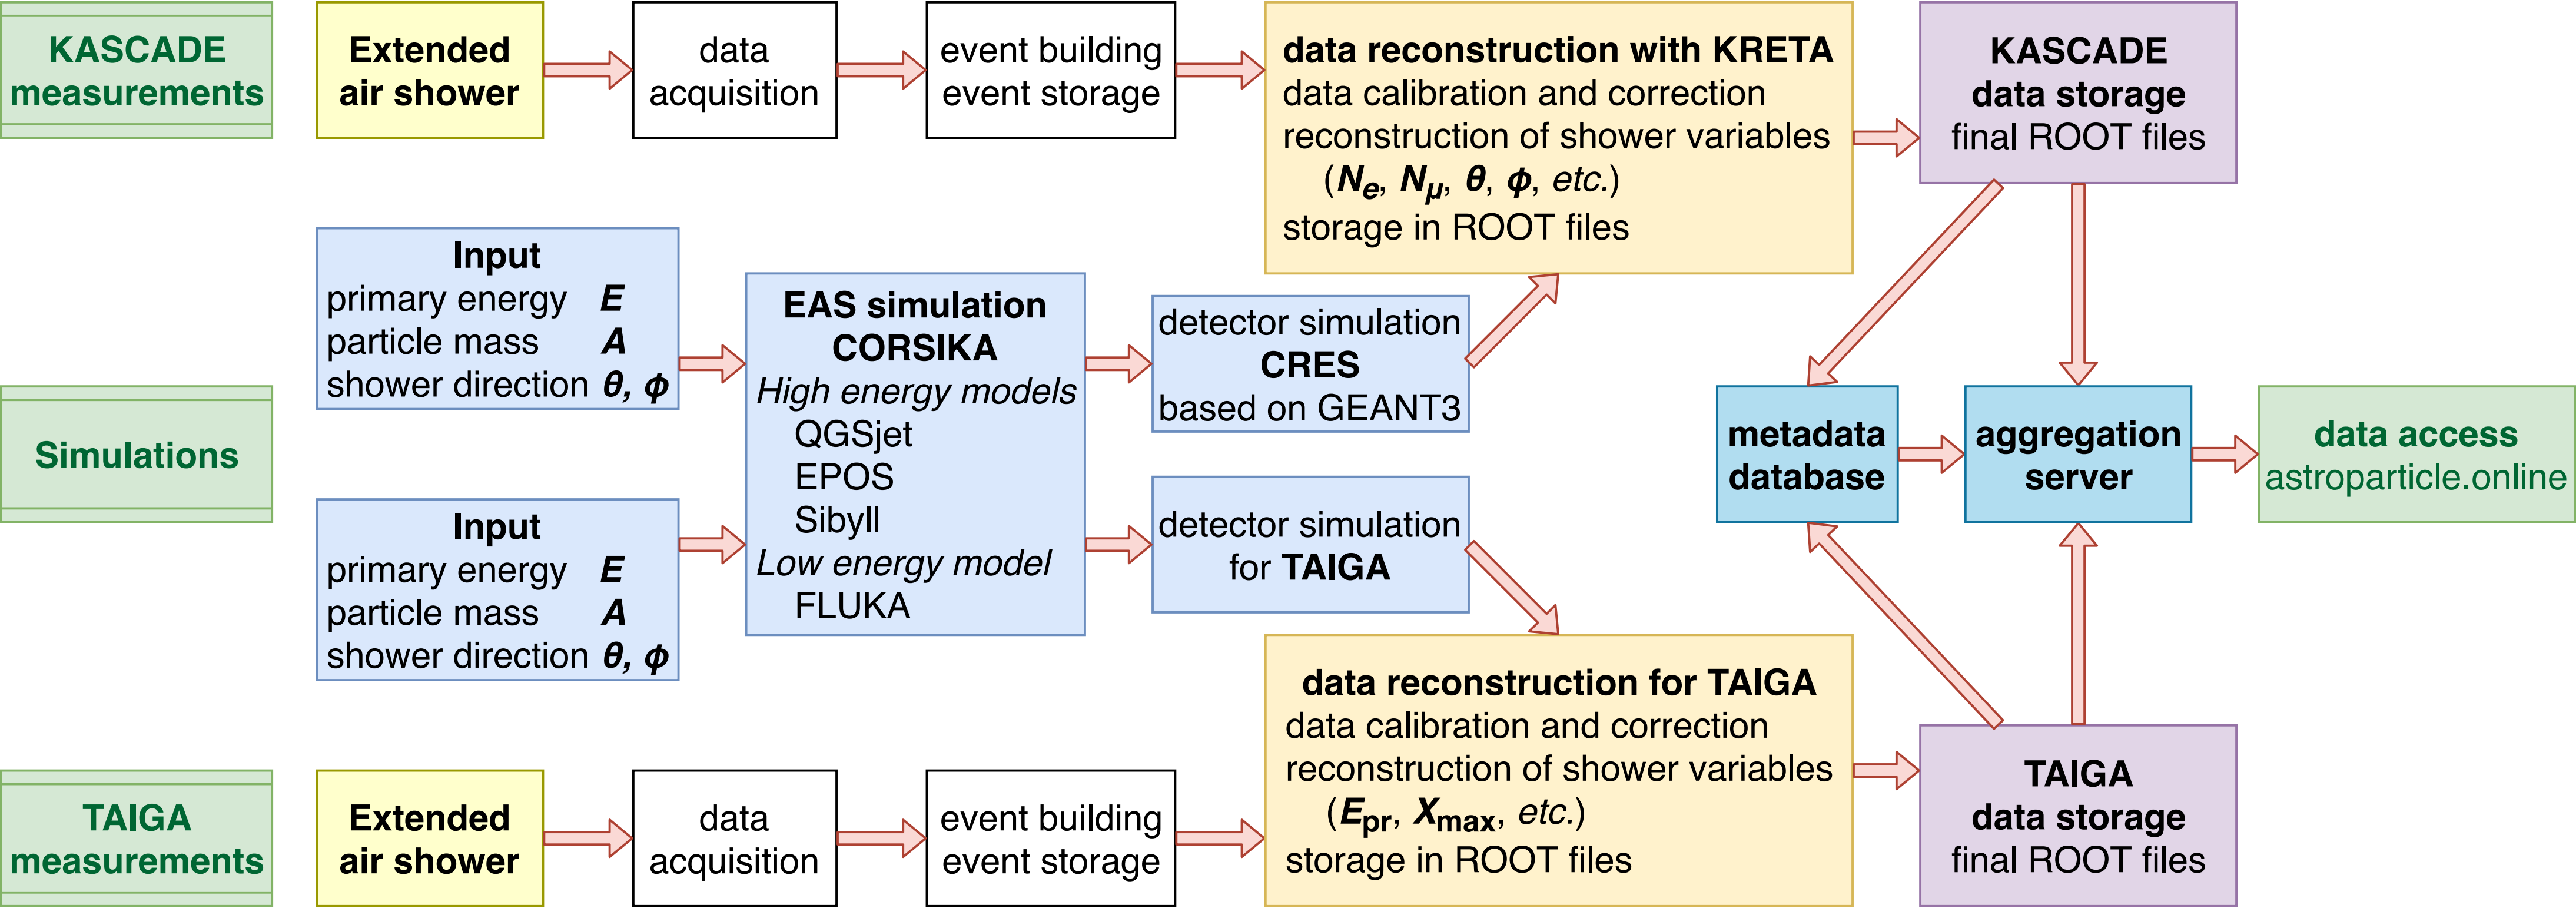 KASCADE
measurements
Extended
air shower
data
acquisition
event building
event storage
data reconstruction with KRETA
data calibration and correction
reconstruction of shower variables
(Ne, Nμ, θ, ϕ, etc.)
storage in ROOT files
KASCADE
data storage
final ROOT files
Simulations
Input
primary energy E
particle mass A
shower direction θ, ϕ
Input
primary energy E
particle mass A
shower direction θ, ϕ
EAS simulation
CORSIKA
High energy models
QGSjet
EPOS
Sibyll
Low energy model
FLUKA
detector simulation
CRES
based on GEANT3
detector simulation
for TAIGA
metadata
database
aggregation
server
data access
astroparticle.online
TAIGA
measurements
Extended
air shower
data
acquisition
event building
event storage
data reconstruction for TAIGA
data calibration and correction
reconstruction of shower variables
(Epr, Xmax, etc.)
storage in ROOT files
TAIGA
data storage
final ROOT files